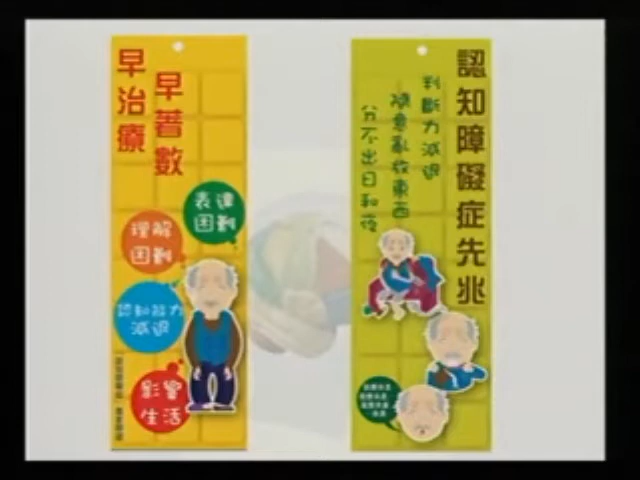 早治療
早著數
表達
困難
理解
困難
認知能力
減退
影響
生活
認知障礙症先兆
判斷力減退
隨意亂放東西
分不出日和夜